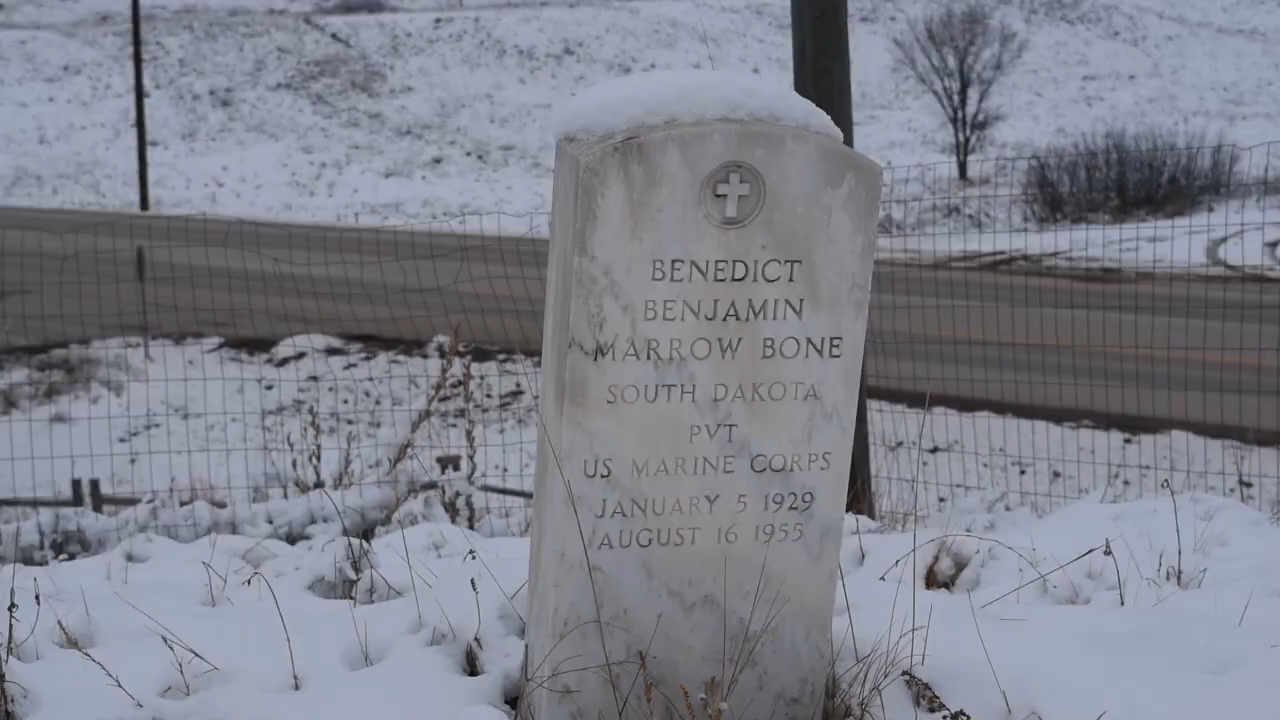 BENEDICT
BENJAMIN
MARROW BONE
SOUTH DAKOTA
PVT
US MARINE CORPS
JANUARY 5 1929
AUGUST 16 1955